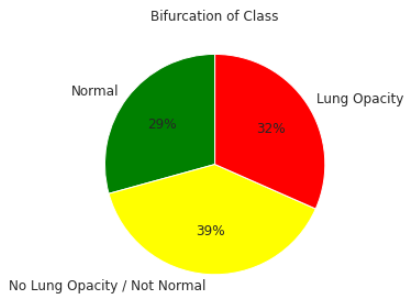 Bifurcation of Class
Normal
Lung Opacity
29%
32%
39%
No Lung Opacity / Not Normal